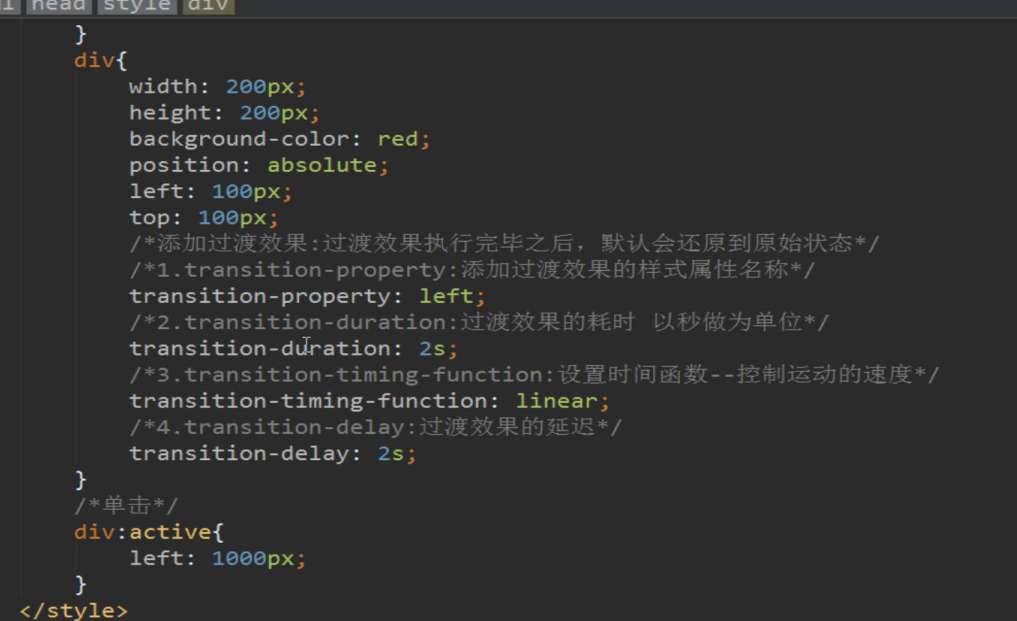 head style div
}
div{
width: 200px;
height: 200px;
background-color: red;
position: absolute;
left: 100px;
top: 100px;
/*添加过渡效果:过渡效果执行完毕之后，默认会还原到原始状态*/
/*1.transition-property:添加过渡效果的样式属性名称*/
transition-property: left;
/*2.transition-duration:过渡效果的耗时 以秒做为单位*/
transition-duration: 2s;
/*3.transition-timing-function:设置时间函数--控制运动的速度*/
transition-timing-function: linear;
/*4.transition-delay:过渡效果的延迟*/
transition-delay: 2s;
}
/*单击*/
div:active{
left: 1000px;
}
</style>